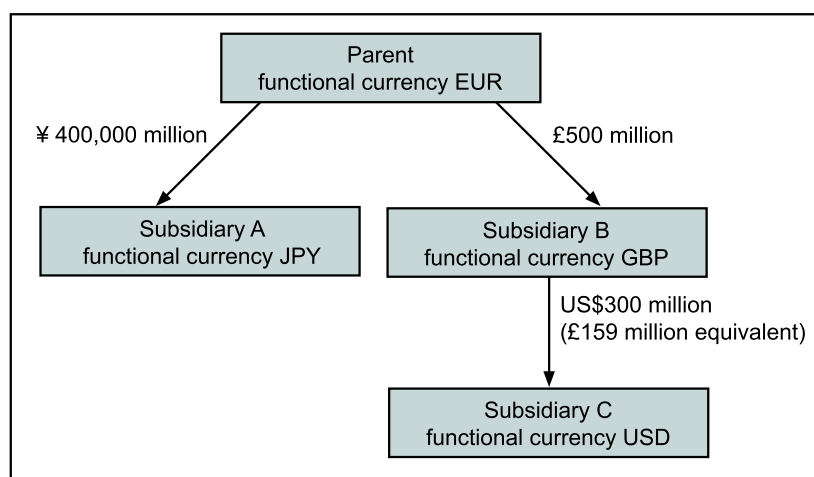 Parent
functional currency EUR
¥ 400,000 million
£500 million
Subsidiary A
functional currency JPY
Subsidiary B
functional currency GBP
US$300 million
(£159 million equivalent)
Subsidiary C
functional currency USD